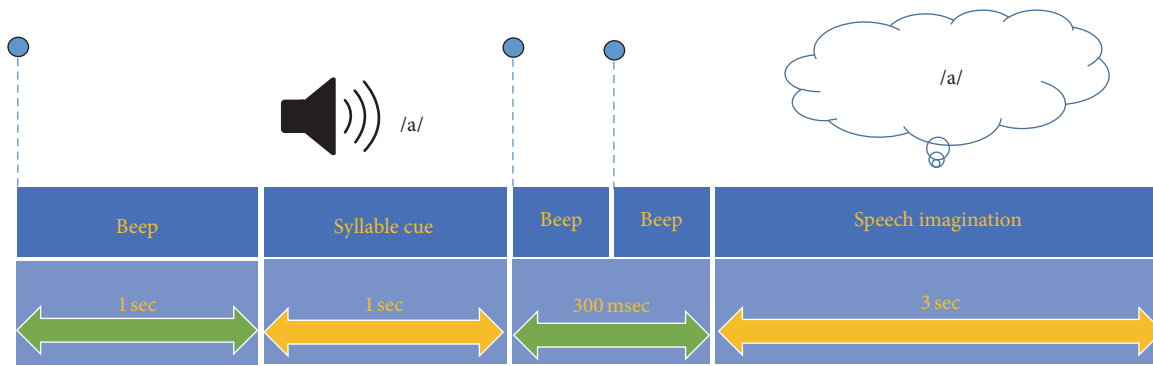 /a/
/a/
Beep
Syllable cue
Beep
Beep
Speech imagination
1 sec
1 sec
300 msec
3 sec